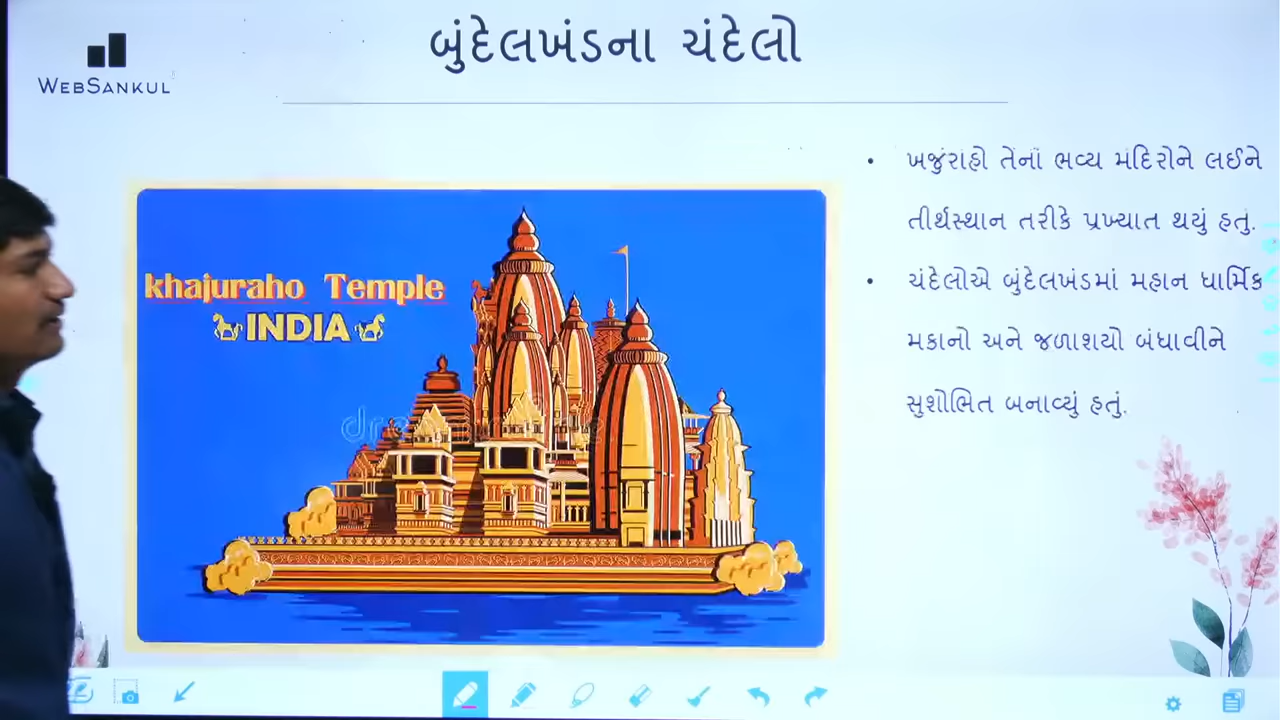 બુંદેલખંડના ચંદેલો
WEBSANKUL
khajuraho Temple
INDIA
• ખજુંરાહો તેનાં ભવ્ય મંદિરોને લઈને
તીર્થસ્થાન તરીકે પ્રખ્યાત થયું હતું.
• ચંદેલોએ બુંદેલખંડમાં મહાન ધાર્મિક
મકાનો અને જળાશયો બંધાવીને
સુશોભિત બનાવ્યું હતું.